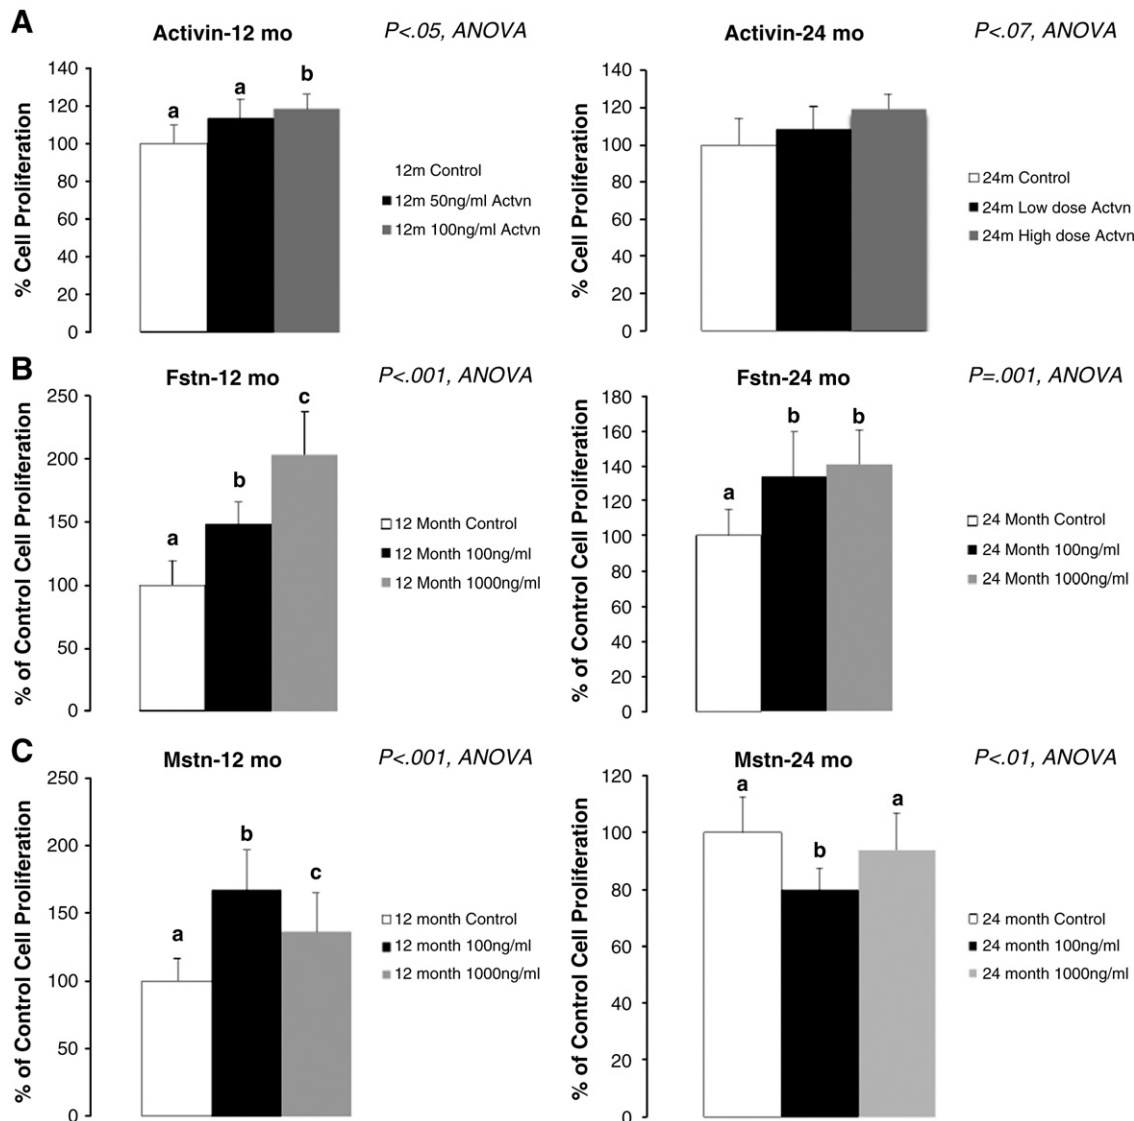 A
Activin-12 mo
P<.05, ANOVA
% Cell Proliferation
140
120
100
80
60
40
20
0
a
a
b
12m Control
12m 50ng/ml Actvn
12m 100ng/ml Actvn
Activin-24 mo
P<.07, ANOVA
% Cell Proliferation
140
120
100
80
60
40
20
0
24m Control
24m Low dose Actvn
24m High dose Actvn
B
Fstn-12 mo
P<.001, ANOVA
% of Control Cell Proliferation
250
200
150
100
50
0
a
b
c
12 Month Control
12 Month 100ng/ml
12 Month 1000ng/ml
Fstn-24 mo
P=.001, ANOVA
% of Control Cell Proliferation
180
160
140
120
100
80
60
40
20
0
a
b
b
24 Month Control
24 Month 100ng/ml
24 Month 1000ng/ml
C
Mstn-12 mo
P<.001, ANOVA
% of Control Cell Proliferation
250
200
150
100
50
0
a
b
c
12 month Control
12 month 100ng/ml
12 month 1000ng/ml
Mstn-24 mo
P<.01, ANOVA
% of Control Cell Proliferation
120
100
80
60
40
20
0
a
b
a
24 month Control
24 month 100ng/ml
24 month 1000ng/ml